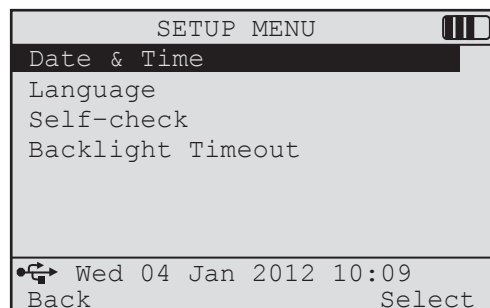 SETUP MENU
Date & Time
Language
Self-check
Backlight Timeout
Wed 04 Jan 2012 10:09
Back Select